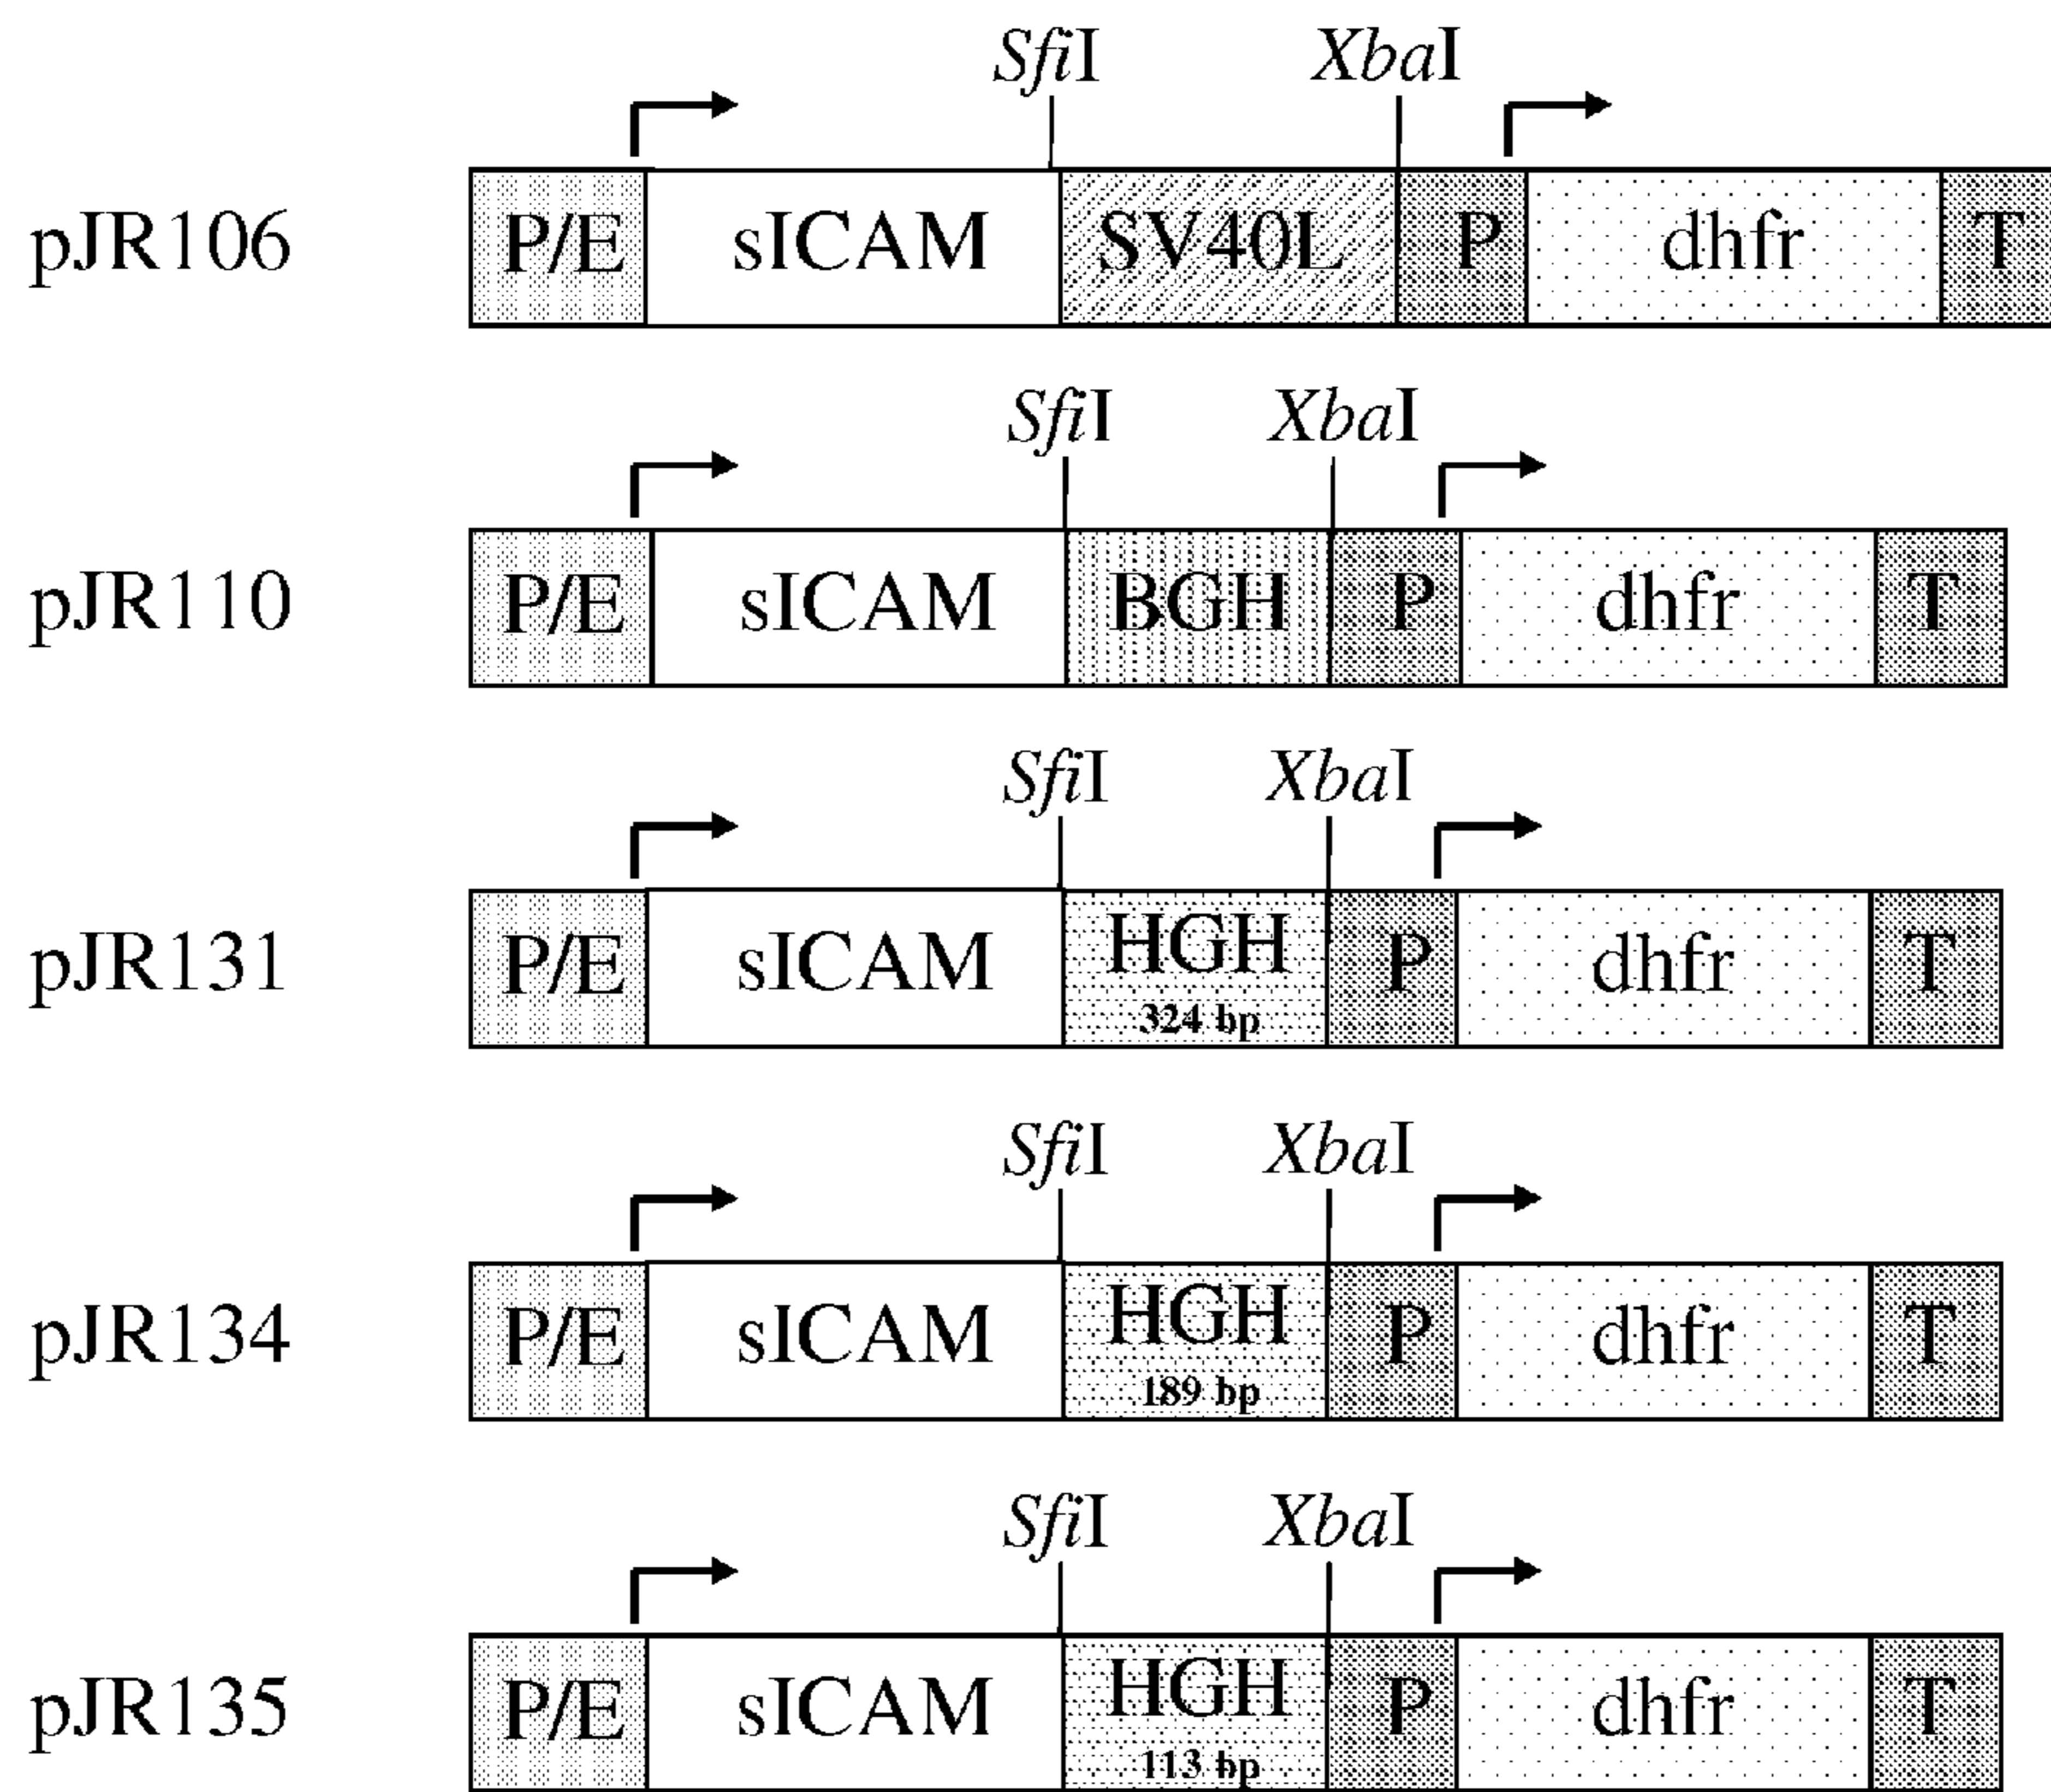 SfiI XbaI
pJR106 P/E sICAM SV40L P dhfr T
SfiI XbaI
pJR110 P/E sICAM BGH P dhfr T
SfiI XbaI
pJR131 P/E sICAM HGH P dhfr T
324 bp
SfiI XbaI
pJR134 P/E sICAM HGH P dhfr T
189 bp
SfiI XbaI
pJR135 P/E sICAM HGH P dhfr T
113 bp